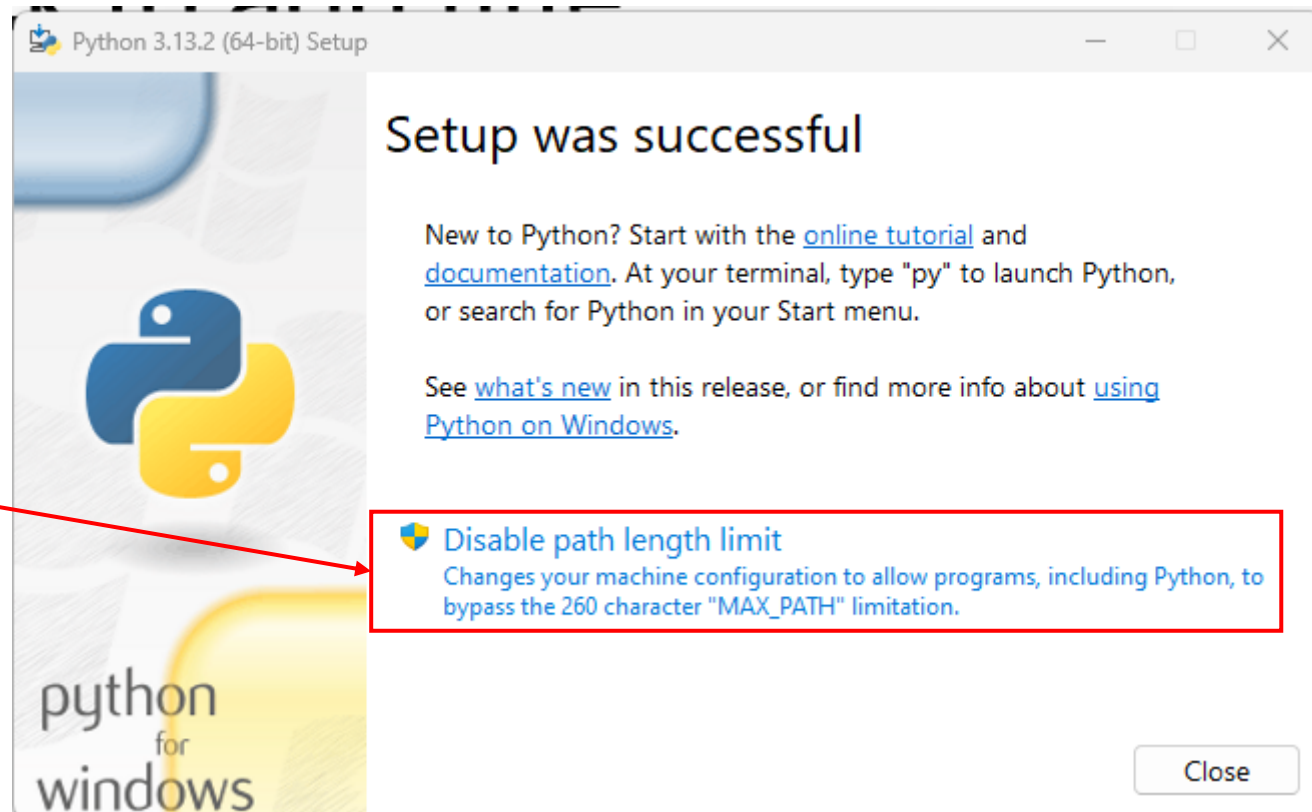 Python 3.13.2 (64-bit) Setup
Setup was successful
New to Python? Start with the online tutorial and
documentation. At your terminal, type "py" to launch Python,
or search for Python in your Start menu.
See what's new in this release, or find more info about using
Python on Windows.
Disable path length limit
Changes your machine configuration to allow programs, including Python, to
bypass the 260 character "MAX_PATH" limitation.
python
for
windows
Close